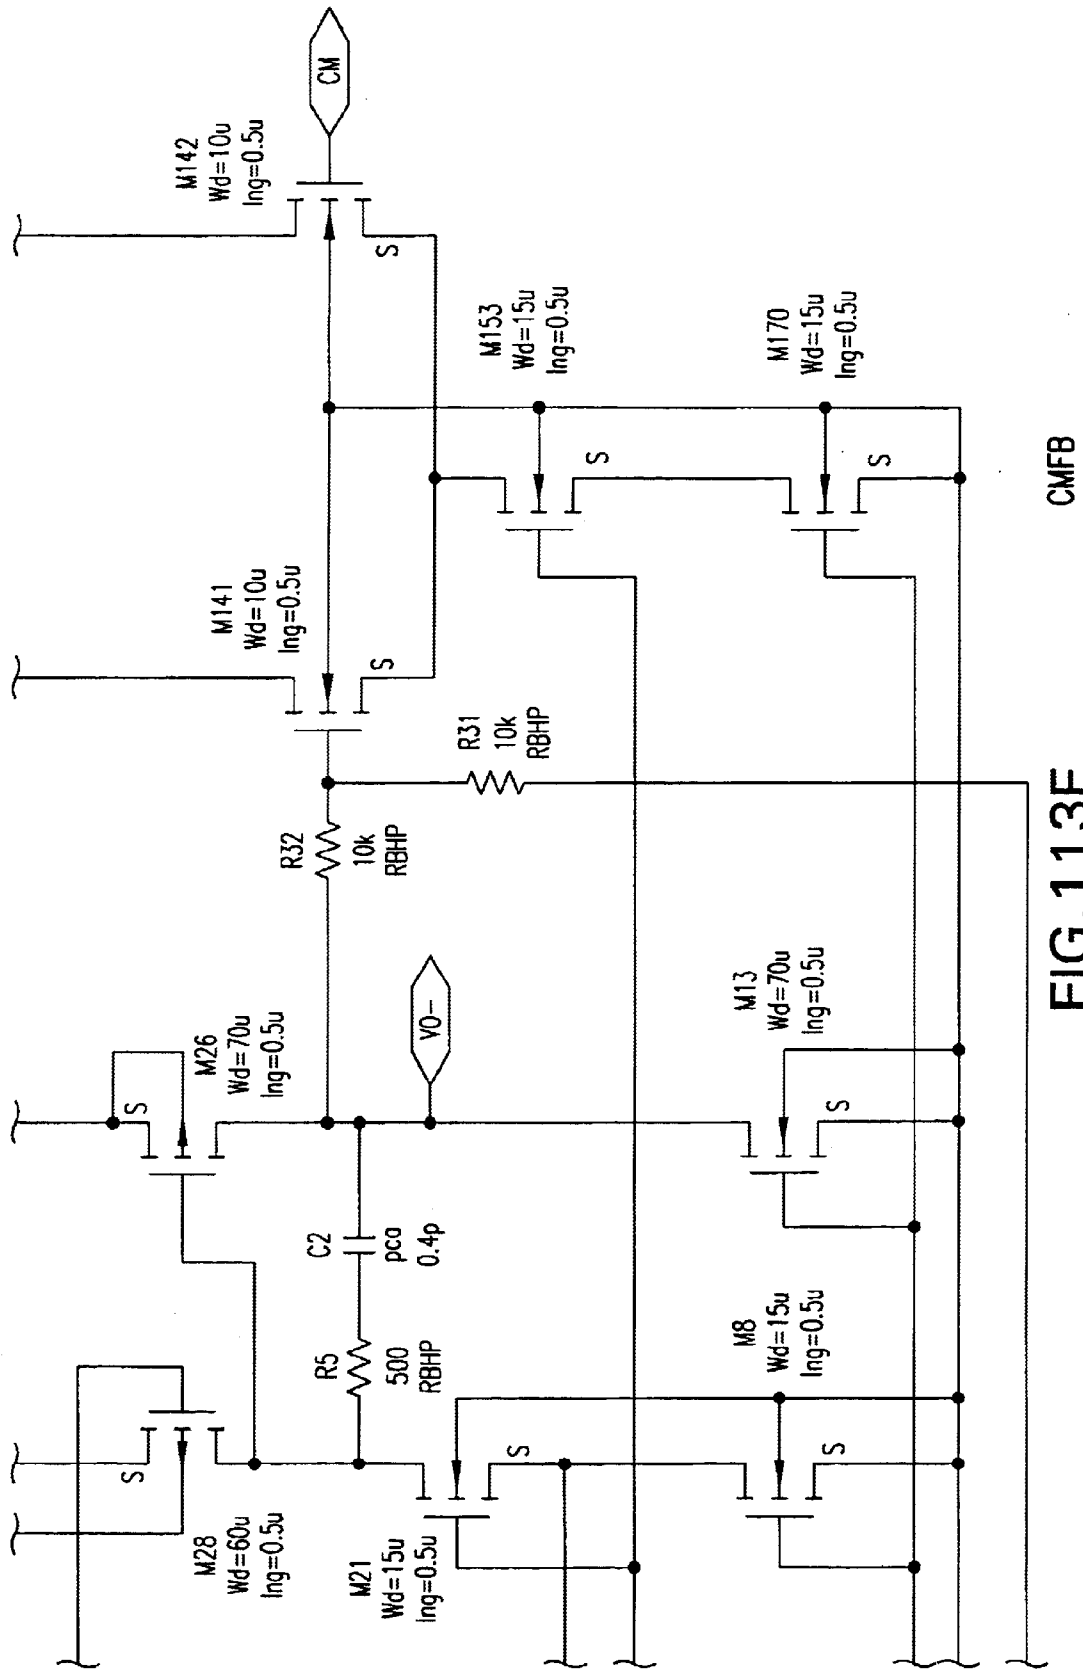 M28
Wd=60u
lng=0.5u
M26
Wd=70u
lng=0.5u
S
S
R5
500
RBHP
C2
pca
0.4p
VO-
M21
Wd=15u
lng=0.5u
S
M8
Wd=15u
lng=0.5u
S
M13
Wd=70u
lng=0.5u
S
R32
10k
RBHP
R31
10k
RBHP
M141
Wd=10u
lng=0.5u
S
M142
Wd=10u
lng=0.5u
S
CM
M153
Wd=15u
lng=0.5u
S
M170
Wd=15u
lng=0.5u
S
CMFB